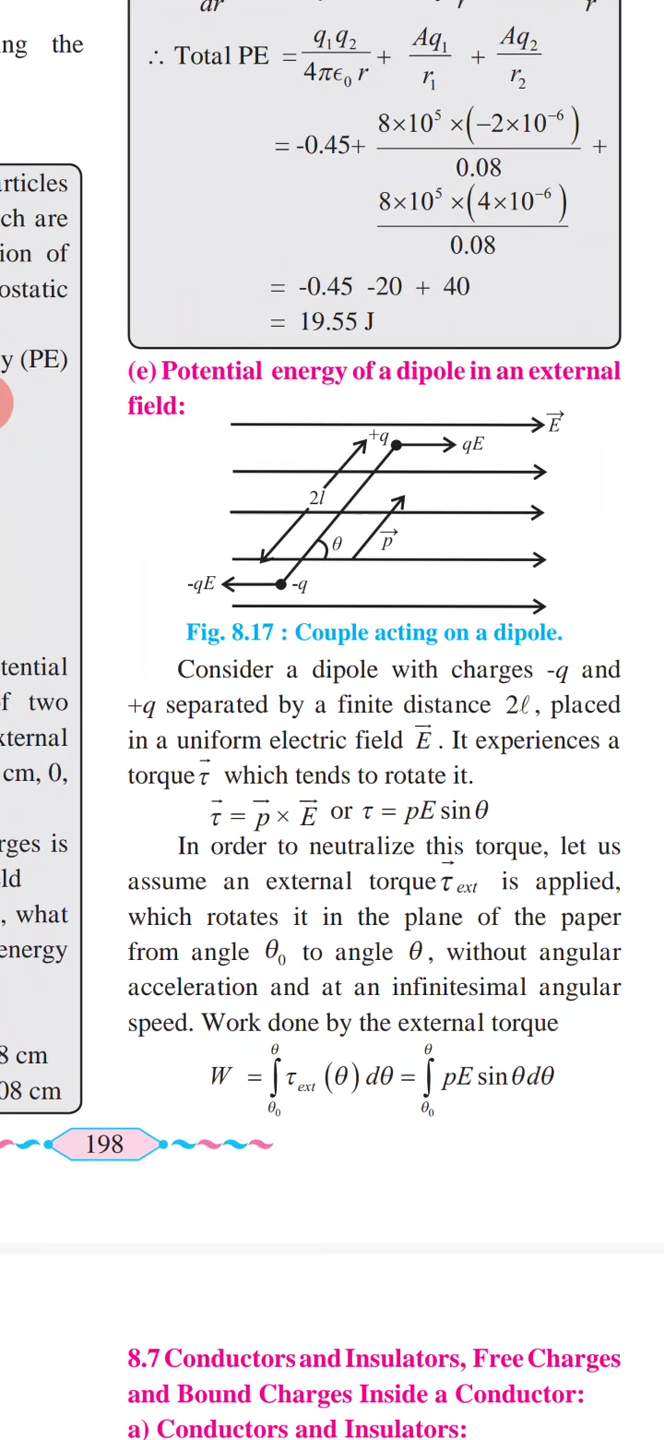 ng the
∴ Total PE = q₁q₂/4πϵ₀ r + Aq₁/r₁ + Aq₂/r₂
= -0.45+ 8×10⁵ ×(−2×10⁻⁶)/0.08 +
8×10⁵ ×(4×10⁻⁶)/0.08
= -0.45 -20 + 40
= 19.55 J
rticles
ch are
ion of
ostatic
y (PE)
tential
f two
xternal
cm, 0,
rges is
ld
, what
energy
8 cm
08 cm
(e) Potential energy of a dipole in an external
field:
E⃗
+q
qE
2l
θ
p⃗
-qE
-q
Fig. 8.17 : Couple acting on a dipole.
Consider a dipole with charges -q and
+q separated by a finite distance 2ℓ, placed
in a uniform electric field E⃗ . It experiences a
torque τ⃗ which tends to rotate it.
τ⃗ = p⃗ × E⃗ or τ = pE sinθ
In order to neutralize this torque, let us
assume an external torque τ⃗ₑₓₜ is applied,
which rotates it in the plane of the paper
from angle θ₀ to angle θ, without angular
acceleration and at an infinitesimal angular
speed. Work done by the external torque
W = ∫_θ₀^θ τₑₓₜ (θ) dθ = ∫_θ₀^θ pE sinθdθ
198
8.7 Conductors and Insulators, Free Charges
and Bound Charges Inside a Conductor:
a) Conductors and Insulators: